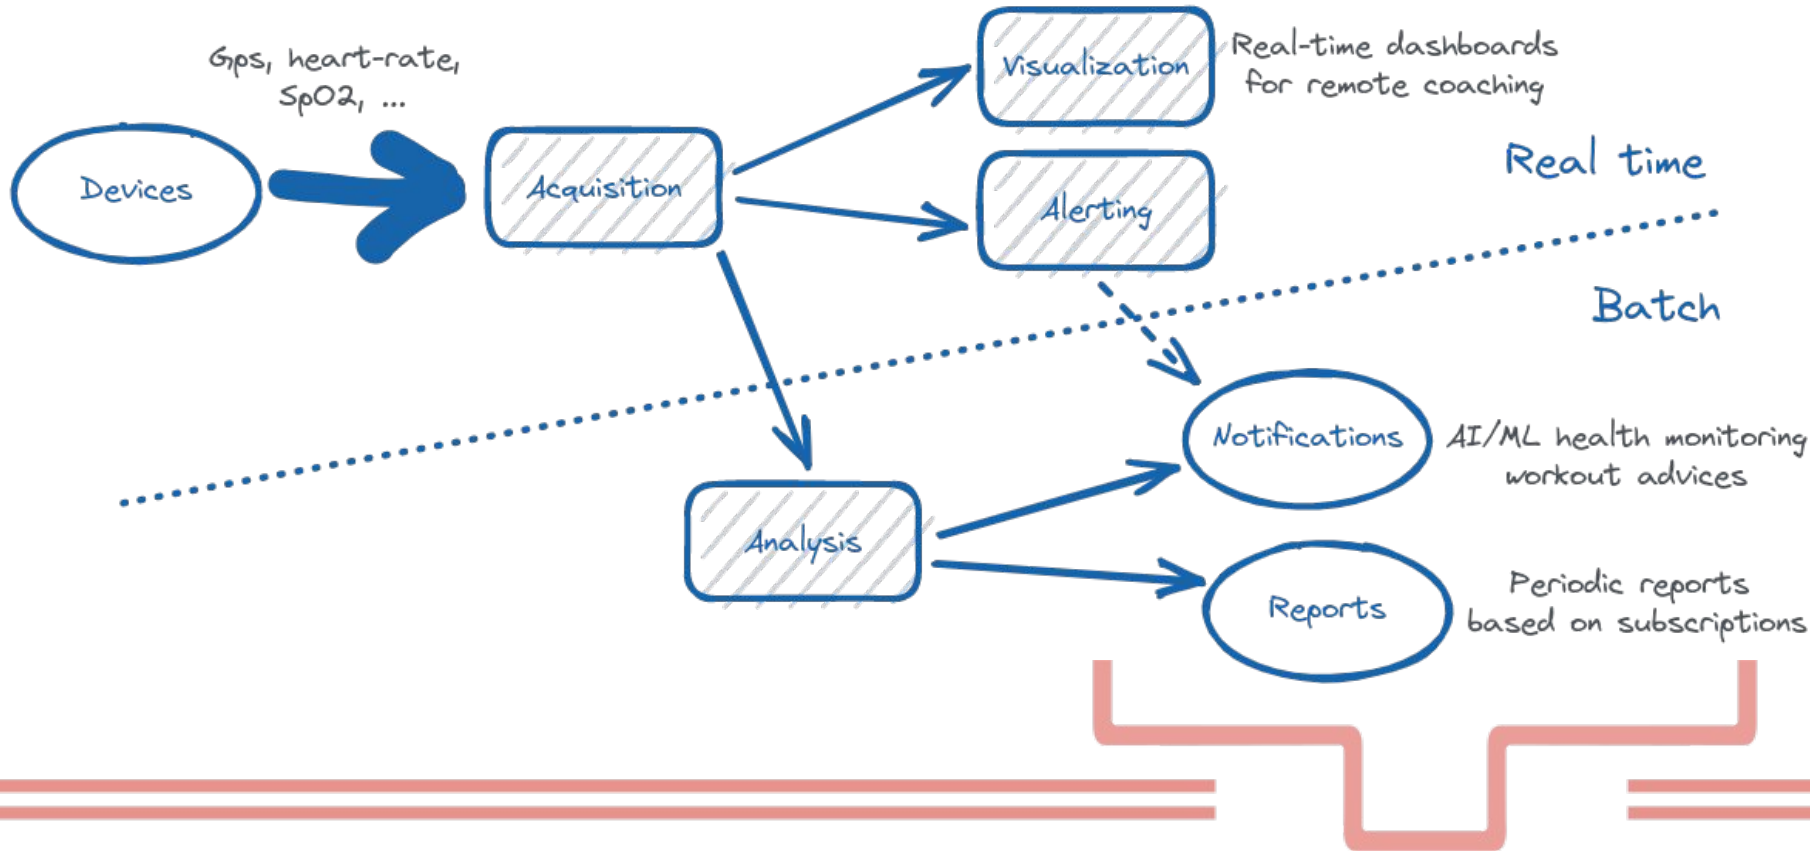 Gps, heart-rate,
SpO2, ...
Devices
Acquisition
Visualization
Real-time dashboards
for remote coaching
Alerting
Real time
Batch
Notifications
AI/ML health monitoring
workout advices
Analysis
Reports
Periodic reports
based on subscriptions